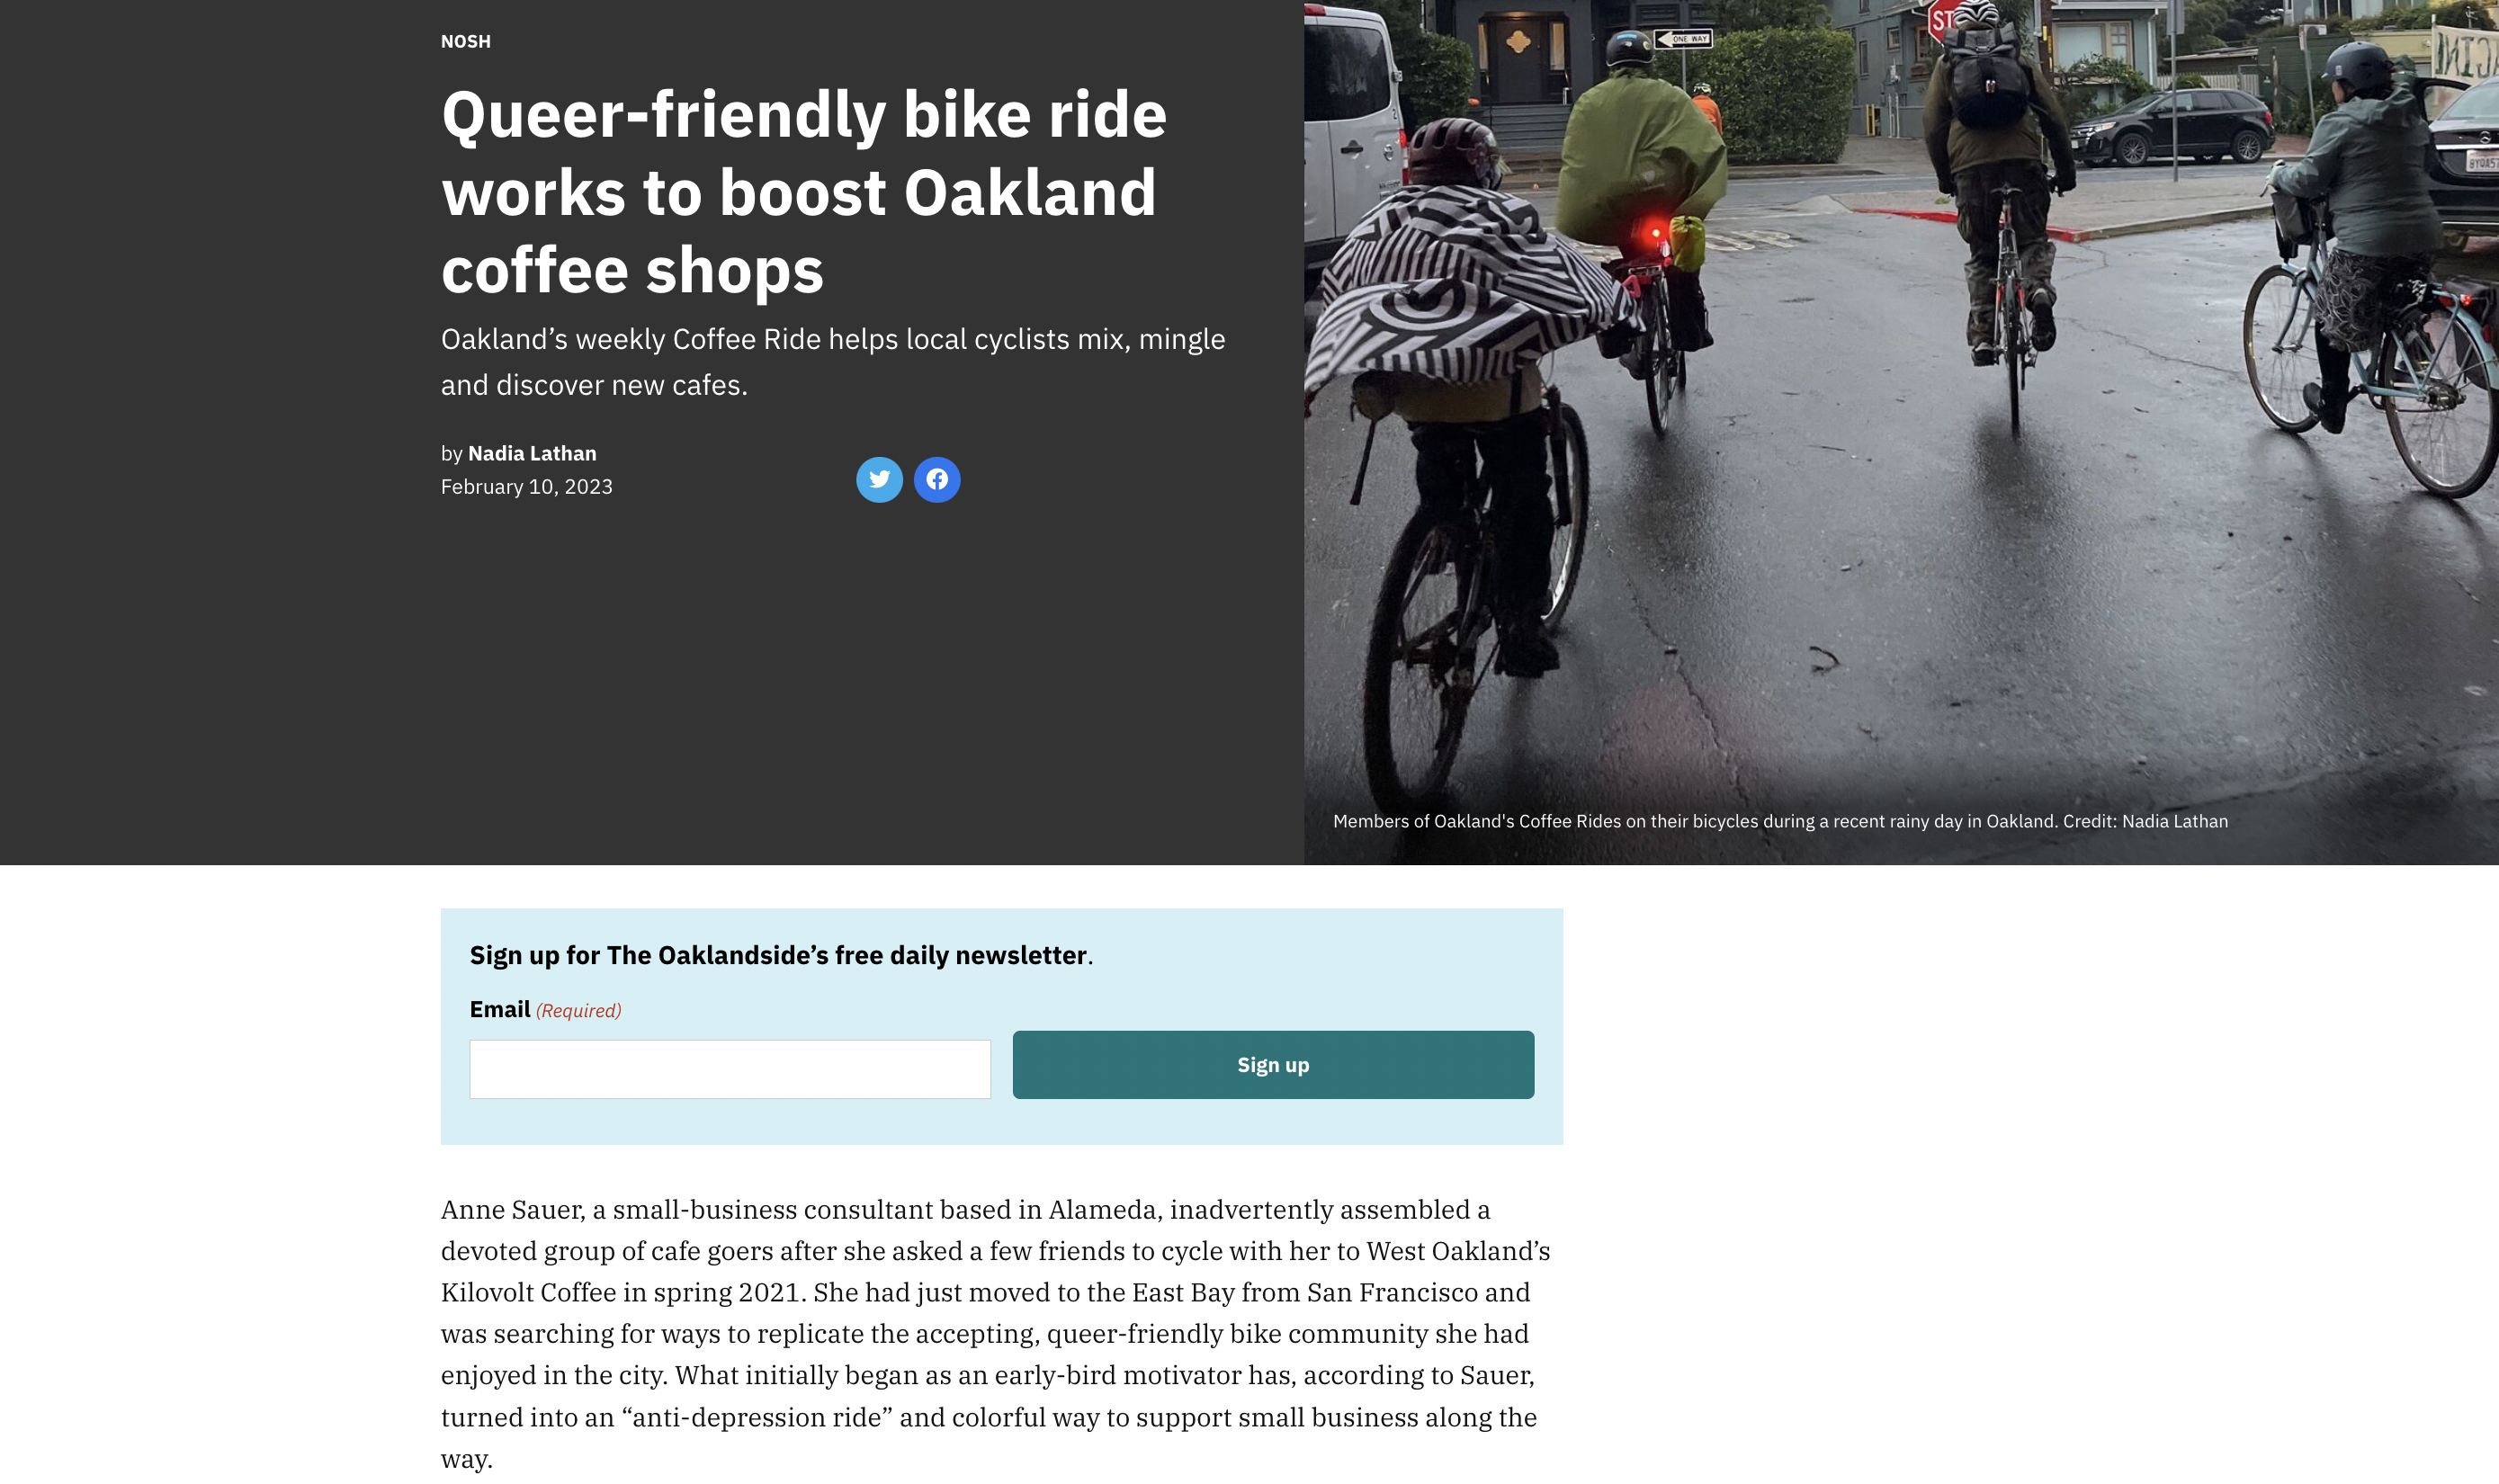 NOSH
Queer-friendly bike ride
works to boost Oakland
coffee shops
Oakland’s weekly Coffee Ride helps local cyclists mix, mingle
and discover new cafes.
by Nadia Lathan
February 10, 2023
ONE WAY
ST
Members of Oakland's Coffee Rides on their bicycles during a recent rainy day in Oakland. Credit: Nadia Lathan
Sign up for The Oaklandside’s free daily newsletter.
Email (Required)
Sign up
Anne Sauer, a small-business consultant based in Alameda, inadvertently assembled a
devoted group of cafe goers after she asked a few friends to cycle with her to West Oakland’s
Kilovolt Coffee in spring 2021. She had just moved to the East Bay from San Francisco and
was searching for ways to replicate the accepting, queer-friendly bike community she had
enjoyed in the city. What initially began as an early-bird motivator has, according to Sauer,
turned into an “anti-depression ride” and colorful way to support small business along the
way.